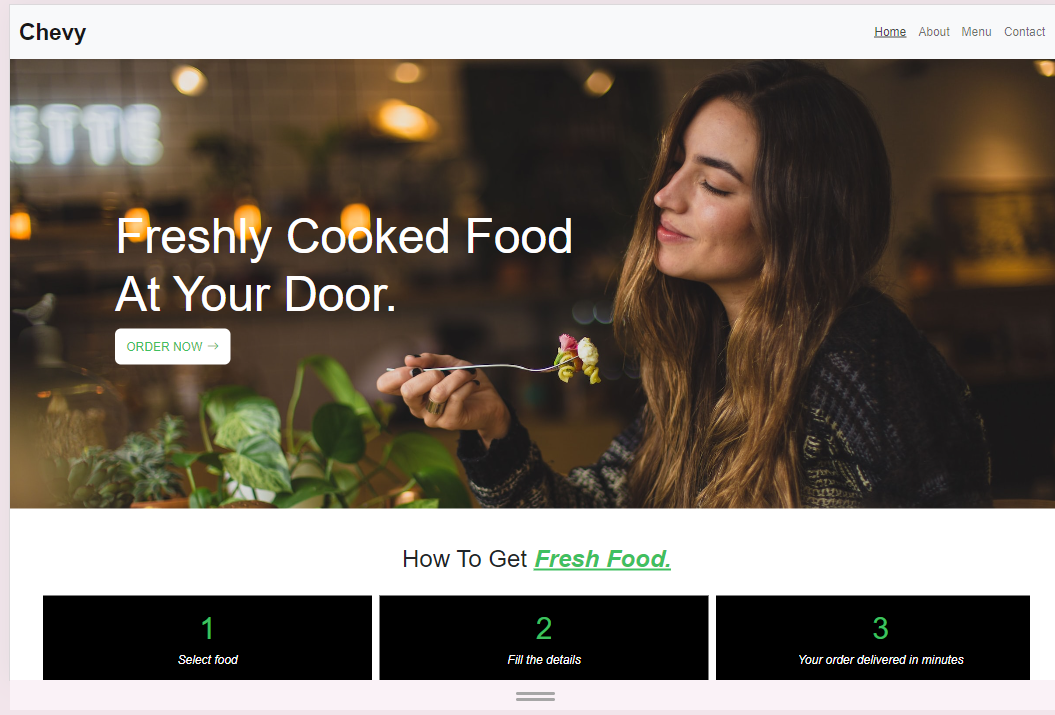 Chevy
Home About Menu Contact
ETTE
Freshly Cooked Food
At Your Door.
ORDER NOW →
How To Get Fresh Food.
1
Select food
2
Fill the details
3
Your order delivered in minutes